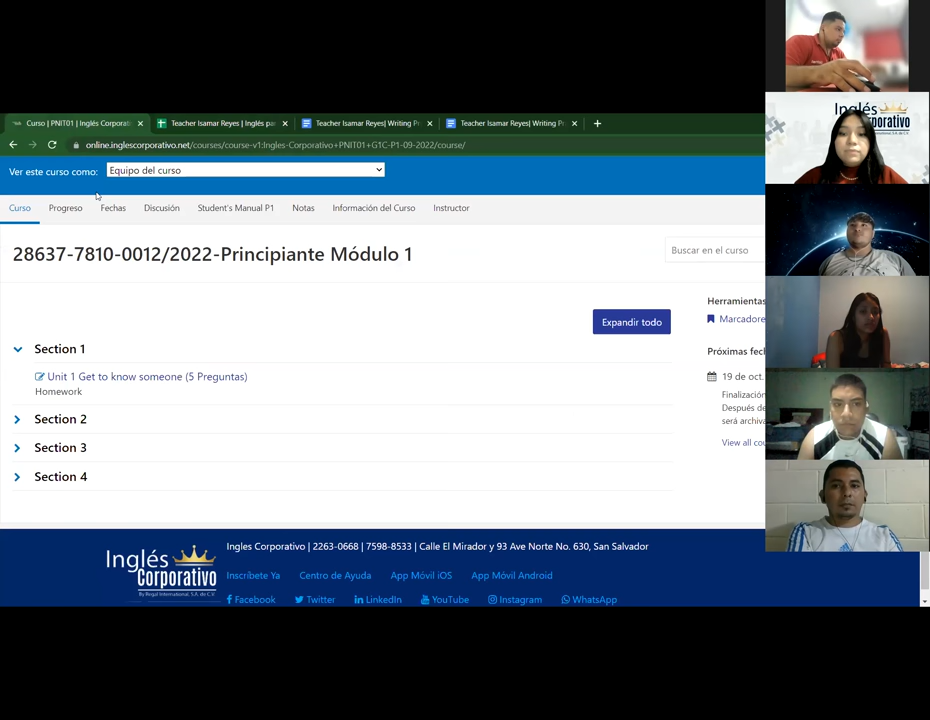 Curso | PNIT01 | Inglés Corporati
Teacher Isamar Reyes | Inglés pa
Teacher Isamar Reyes| Writing Pr
Teacher Isamar Reyes| Writing Pr
online.inglescorporativo.net/courses/course-v1:Ingles-Corporativo+PNIT01+G1C-P1-09-2022/course/
Ver este curso como:
Equipo del curso
Curso
Progreso
Fechas
Discusión
Student's Manual P1
Notas
Información del Curso
Instructor
28637-7810-0012/2022-Principiante Módulo 1
Buscar en el curso
Expandir todo
Section 1
Unit 1 Get to know someone (5 Preguntas)
Homework
Section 2
Section 3
Section 4
Herramientas
Marcadore
Próximas fech
19 de oct.
Finalización
Después de
será archiva
View all cou
Inglés
Corporativo
By Regal International, S.A. de C.V.
Ingles Corporativo | 2263-0668 | 7598-8533 | Calle El Mirador y 93 Ave Norte No. 630, San Salvador
Inscríbete Ya
Centro de Ayuda
App Móvil iOS
App Móvil Android
Facebook
Twitter
LinkedIn
YouTube
Instagram
WhatsApp